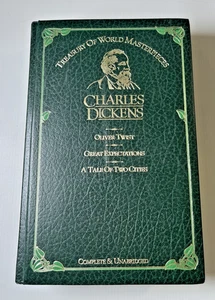 Treasury Of World Masterpieces
CHARLES
DICKENS
Oliver Twist
Great Expectations
A Tale Of Two Cities
Complete & Unabridged